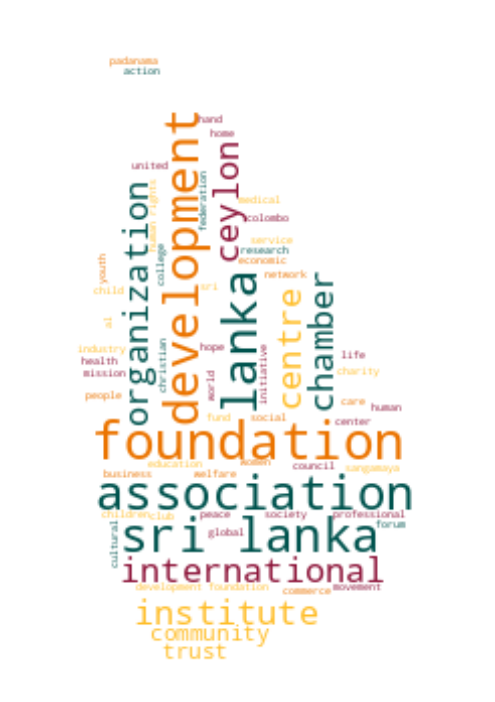 padanama
action
hand
home
development
ceylon
united
organization
human rights
federation
medical
colombo
service
college
research
economic
youth
network
lanka
chamber
child
sri
centre
al
industry
christian
hope
life
health
world
initiative
mission
charity
people
care
human
fund
social
center
foundation
education
women
council
sangamaya
business
welfare
association
children
club
peace
society
professional
sri lanka
forum
cultural
global
international
development foundation
movement
commerce
institute
community
trust